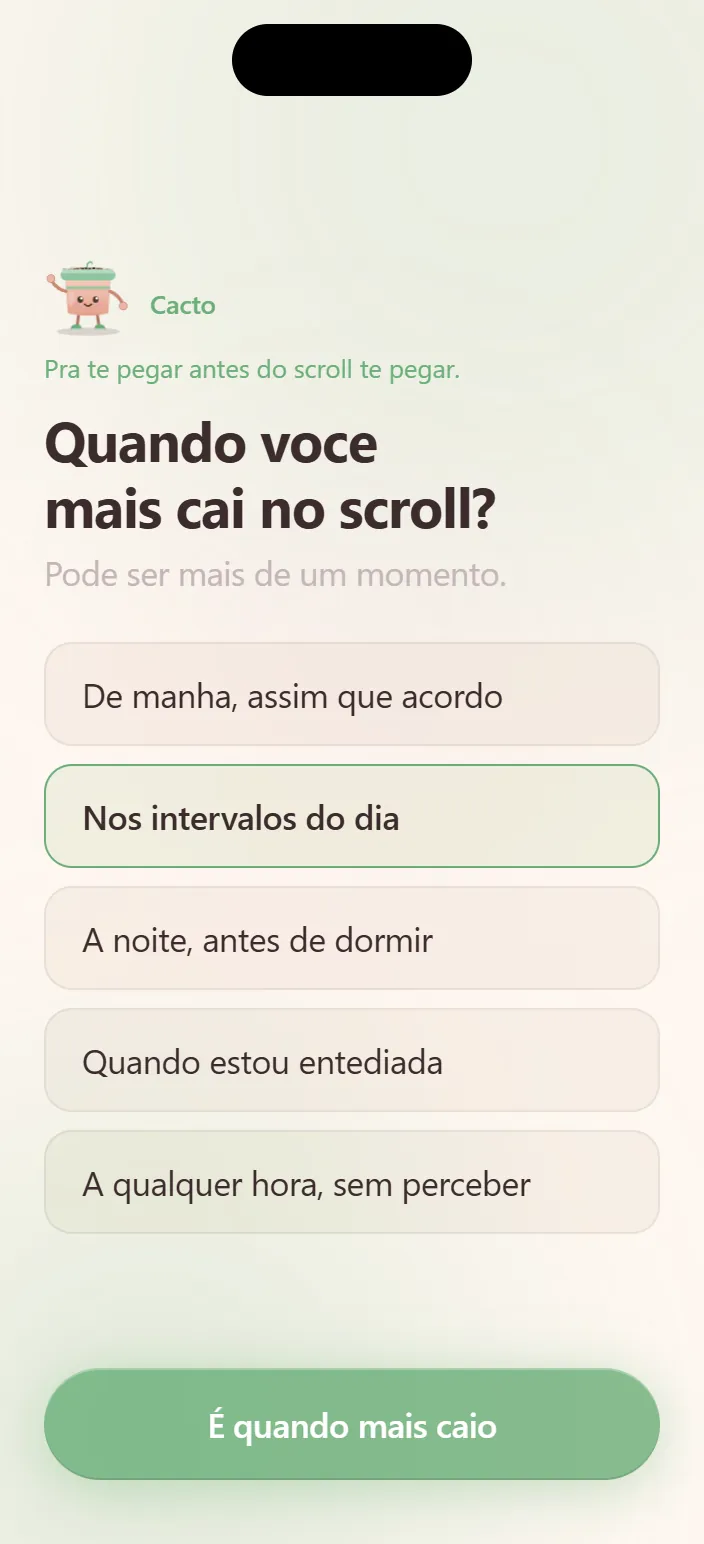 Cacto
Pra te pegar antes do scroll te pegar.
Quando voce
mais cai no scroll?
Pode ser mais de um momento.
De manha, assim que acordo
Nos intervalos do dia
A noite, antes de dormir
Quando estou entediada
A qualquer hora, sem perceber
É quando mais caio